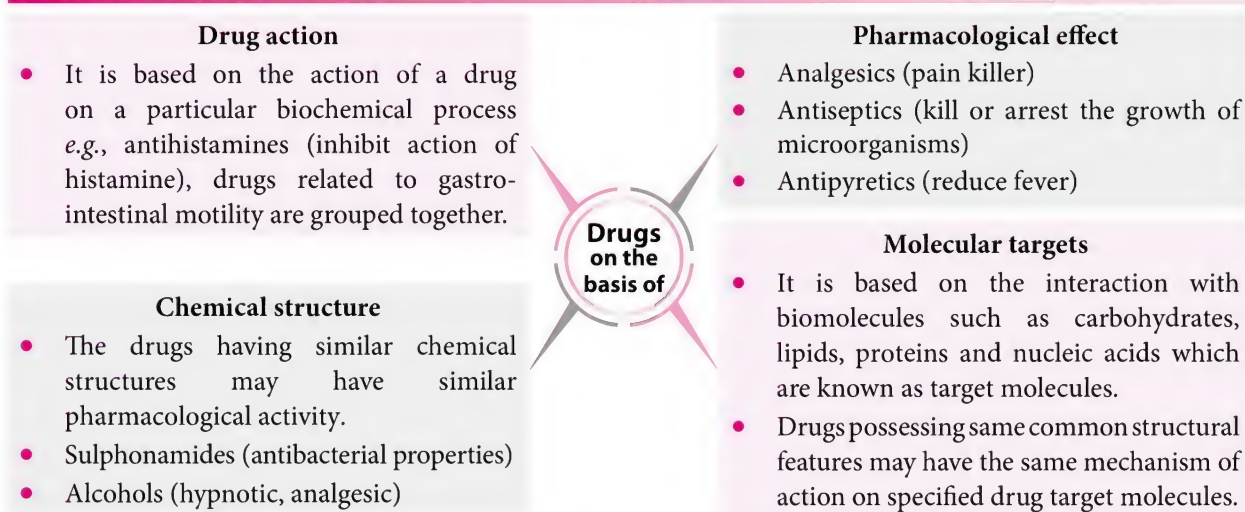 Drug action
• It is based on the action of a drug
on a particular biochemical process
e.g., antihistamines (inhibit action of
histamine), drugs related to gastro-
intestinal motility are grouped together.
Chemical structure
• The drugs having similar chemical
structures may have similar
pharmacological activity.
• Sulphonamides (antibacterial properties)
• Alcohols (hypnotic, analgesic)
Drugs
on the
basis of
Pharmacological effect
• Analgesics (pain killer)
• Antiseptics (kill or arrest the growth of
microorganisms)
• Antipyretics (reduce fever)
Molecular targets
• It is based on the interaction with
biomolecules such as carbohydrates,
lipids, proteins and nucleic acids which
are known as target molecules.
• Drugs possessing same common structural
features may have the same mechanism of
action on specified drug target molecules.